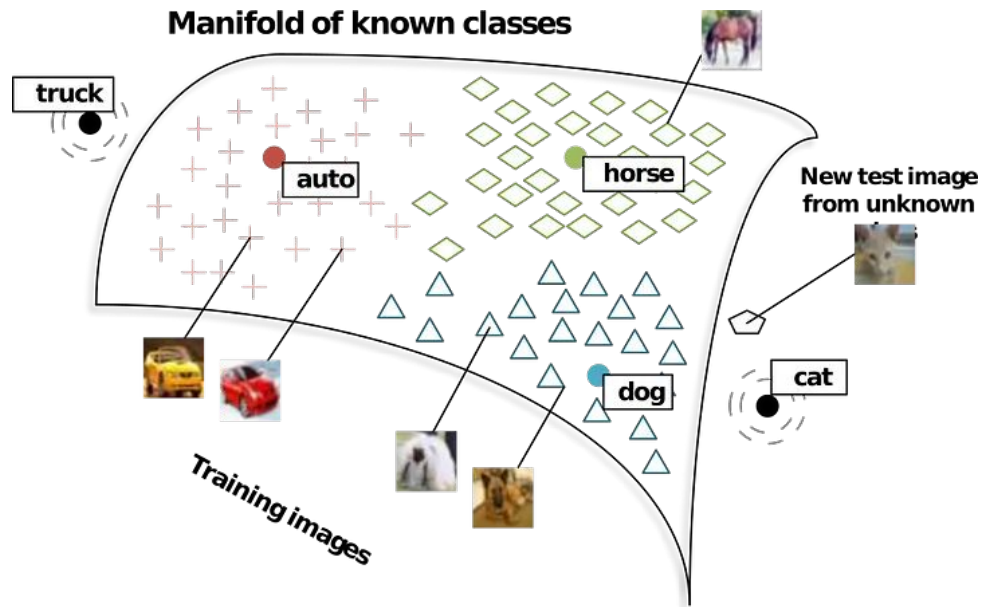 Manifold of known classes
truck
auto
horse
New test image
from unknown
cat
dog
Training images